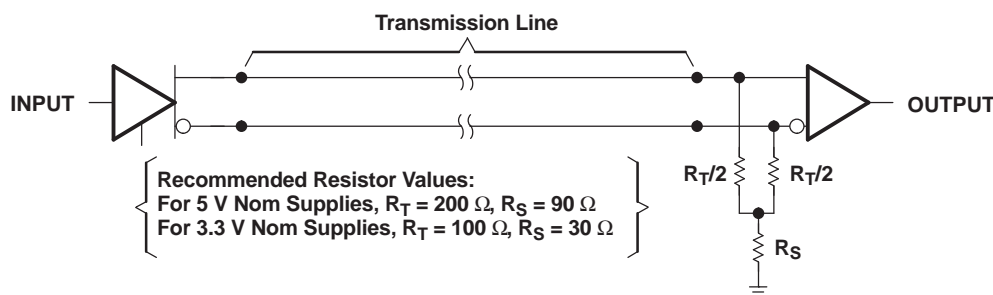 Transmission Line
INPUT
OUTPUT
RT/2
RT/2
Recommended Resistor Values:
For 5 V Nom Supplies, RT = 200 Ω, RS = 90 Ω
For 3.3 V Nom Supplies, RT = 100 Ω, RS = 30 Ω
RS